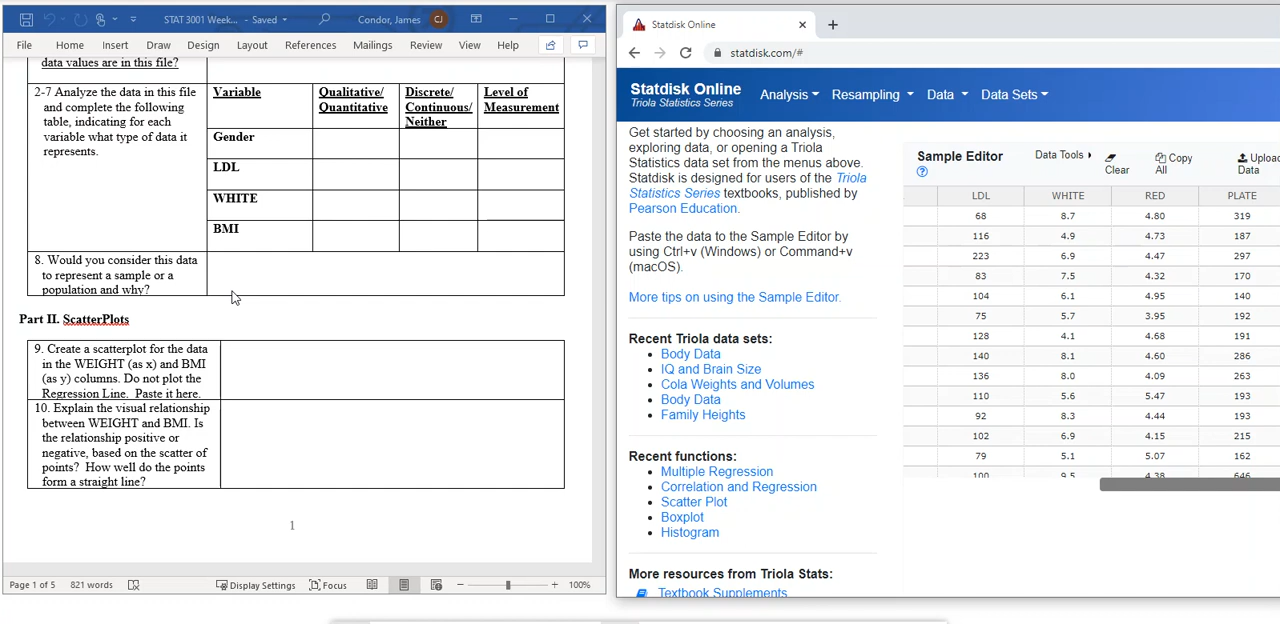 STAT 3001 Week... - Saved
Condor, James
CJ
File Home Insert Draw Design Layout References Mailings Review View Help
data values are in this file?
2-7 Analyze the data in this file
and complete the following
table, indicating for each
variable what type of data it
represents.
Variable
Qualitative/
Quantitative
Discrete/
Continuous/
Neither
Level of
Measurement
Gender
LDL
WHITE
BMI
8. Would you consider this data
to represent a sample or a
population and why?
Part II. ScatterPlots
9. Create a scatterplot for the data
in the WEIGHT (as x) and BMI
(as y) columns. Do not plot the
Regression Line. Paste it here.
10. Explain the visual relationship
between WEIGHT and BMI. Is
the relationship positive or
negative, based on the scatter of
points? How well do the points
form a straight line?
1
Page 1 of 5 821 words Display Settings Focus 100%
Statdisk Online
statdisk.com/#
Statdisk Online
Triola Statistics Series
Analysis Resampling Data Data Sets
Get started by choosing an analysis,
exploring data, or opening a Triola
Statistics data set from the menus above.
Statdisk is designed for users of the Triola
Statistics Series textbooks, published by
Pearson Education.
Paste the data to the Sample Editor by
using Ctrl+v (Windows) or Command+v
(macOS).
More tips on using the Sample Editor.
Recent Triola data sets:
• Body Data
• IQ and Brain Size
• Cola Weights and Volumes
• Body Data
• Family Heights
Recent functions:
• Multiple Regression
• Correlation and Regression
• Scatter Plot
• Boxplot
• Histogram
More resources from Triola Stats:
Textbook Supplements
Sample Editor
Data Tools
Clear
Copy
All
Upload
Data
LDL WHITE RED PLATE
68 8.7 4.80 319
116 4.9 4.73 187
223 6.9 4.47 297
83 7.5 4.32 170
104 6.1 4.95 140
75 5.7 3.95 192
128 4.1 4.68 191
140 8.1 4.60 286
136 8.0 4.09 263
110 5.6 5.47 193
92 8.3 4.44 193
102 6.9 4.15 215
79 5.1 5.07 162
100 9.5 4.38 646